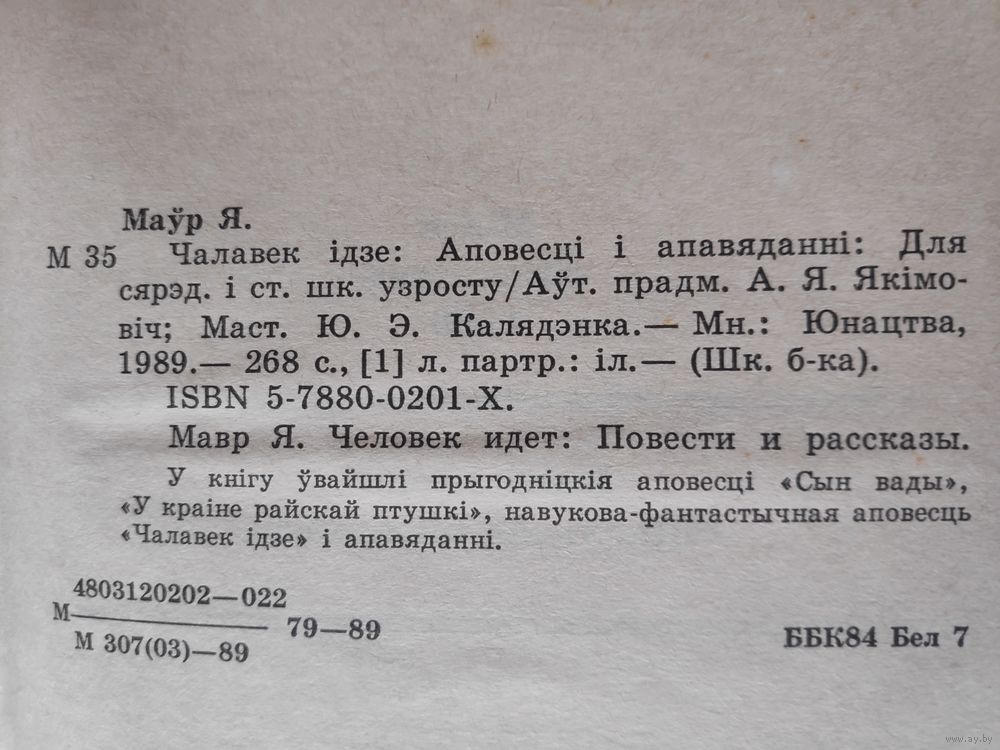 Маўр Я.
М 35 Чалавек ідзе: Аповесці і апавяданні: Для
сярэд. і ст. шк. узросту/Аўт. прадм. А. Я. Якімо-
віч; Маст. Ю. Э. Калядэнка.— Мн.: Юнацтва,
1989.— 268 с., [1] л. партр.: іл.— (Шк. б-ка).
ISBN 5-7880-0201-X.
Мавр Я. Человек идет: Повести и рассказы.
У кнігу ўвайшлі прыгодніцкія аповесці «Сын вады»,
«У краіне райскай птушкі», навукова-фантастычная аповесць
«Чалавек ідзе» і апавяданні.
4803120202—022
М
М 307(03)—89
79—89
ББК84 Бел 7
www.ay.by